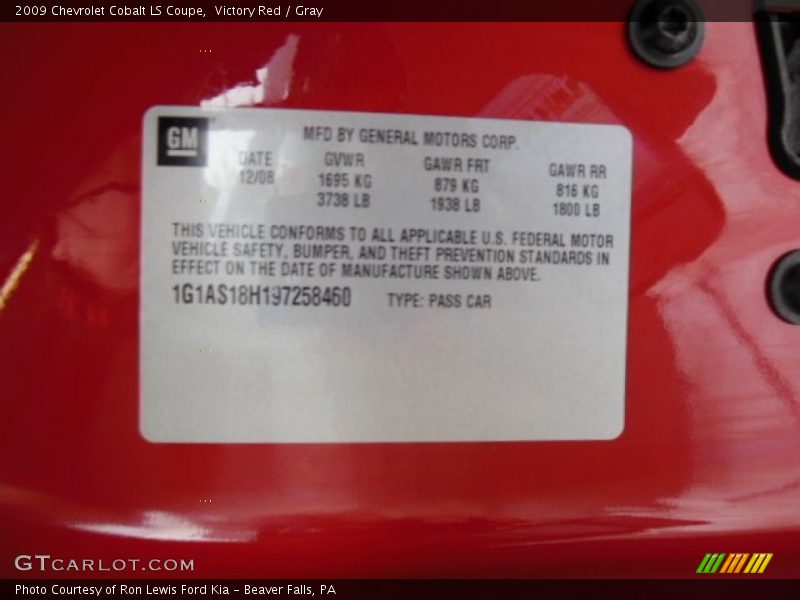 2009 Chevrolet Cobalt LS Coupe, Victory Red / Gray
GM
MFD BY GENERAL MOTORS CORP.
DATE GVWR GAWR FRT GAWR RR
12/08 1695 KG 879 KG 816 KG
3738 LB 1938 LB 1800 LB
THIS VEHICLE CONFORMS TO ALL APPLICABLE U.S. FEDERAL MOTOR
VEHICLE SAFETY, BUMPER, AND THEFT PREVENTION STANDARDS IN
EFFECT ON THE DATE OF MANUFACTURE SHOWN ABOVE.
1G1AS18H197258460 TYPE: PASS CAR
GTCARLOT.COM
Photo Courtesy of Ron Lewis Ford Kia - Beaver Falls, PA